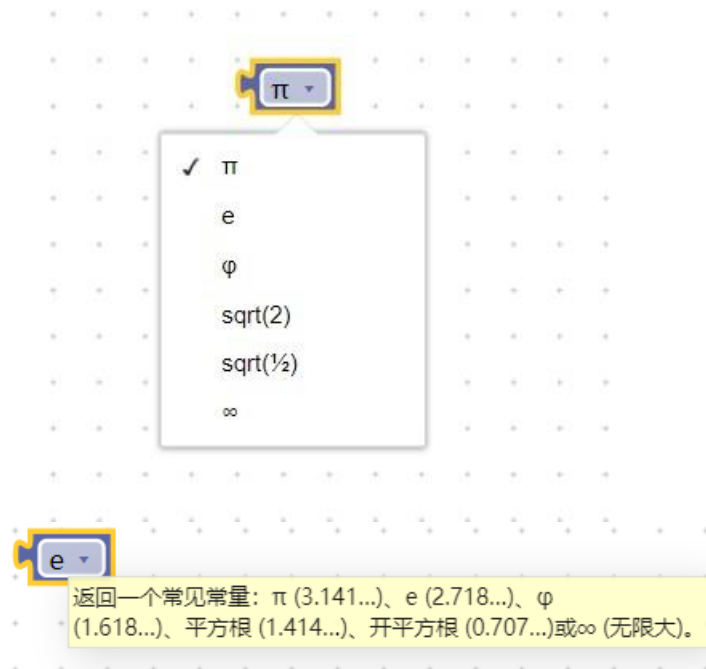 π
π
e
φ
sqrt(2)
sqrt(½)
∞
e
返回一个常见常量：π (3.141...)、e (2.718...)、φ
(1.618...)、平方根 (1.414...)、开平方根 (0.707...)或∞ (无限大)。